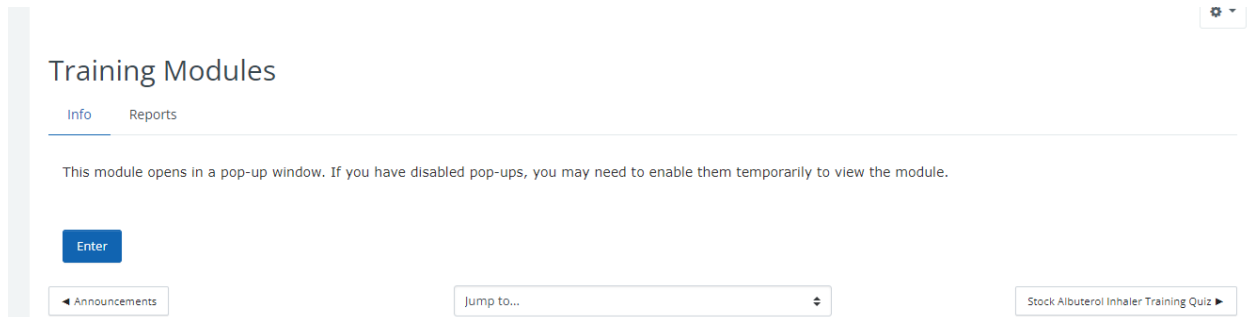 Training Modules
Info Reports
This module opens in a pop-up window. If you have disabled pop-ups, you may need to enable them temporarily to view the module.
Enter
◄ Announcements Jump to... Stock Albuterol Inhaler Training Quiz ►